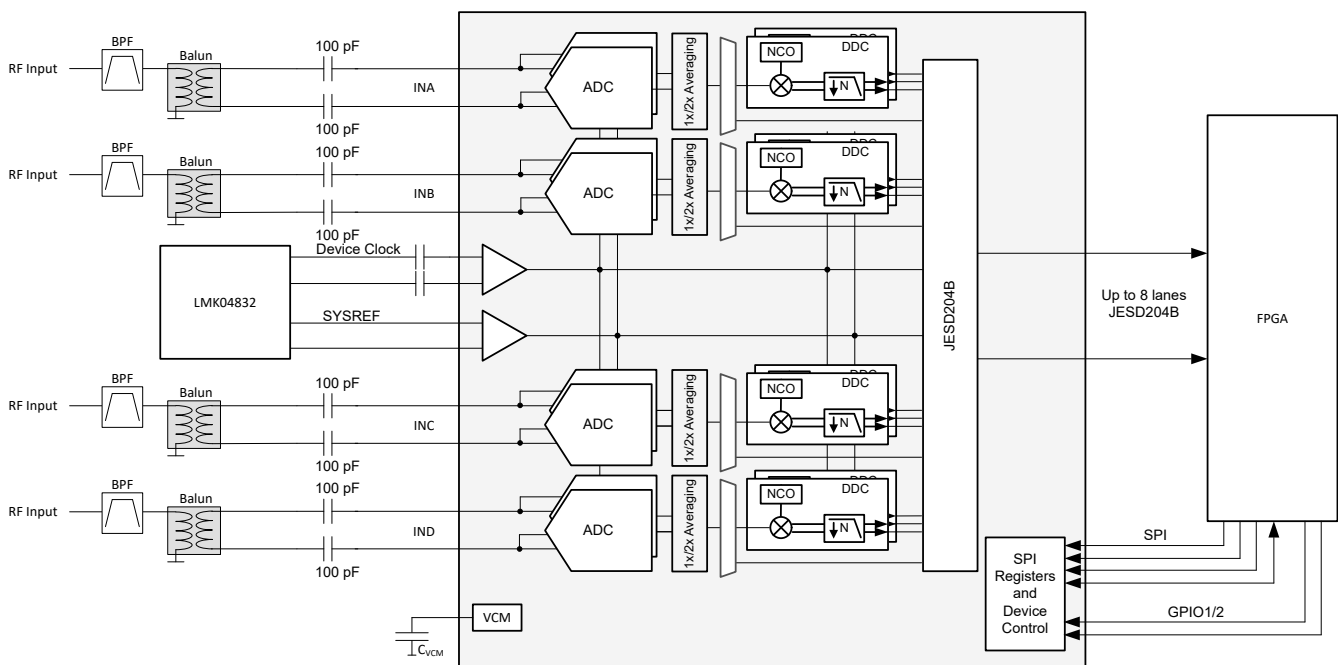 BPF
Balun
100 pF
RF Input
INA
100 pF
ADC
1x/2x Averaging
NCO
DDC
N
BPF
Balun
100 pF
RF Input
INB
100 pF
ADC
1x/2x Averaging
NCO
DDC
N
Device Clock
LMK04832
SYSREF
JESD204B
Up to 8 lanes
JESD204B
FPGA
BPF
Balun
100 pF
RF Input
INC
100 pF
ADC
1x/2x Averaging
NCO
DDC
N
BPF
Balun
100 pF
RF Input
IND
100 pF
ADC
1x/2x Averaging
NCO
DDC
N
SPI
SPI
Registers
and
Device
Control
GPIO1/2
VCM
CVCM